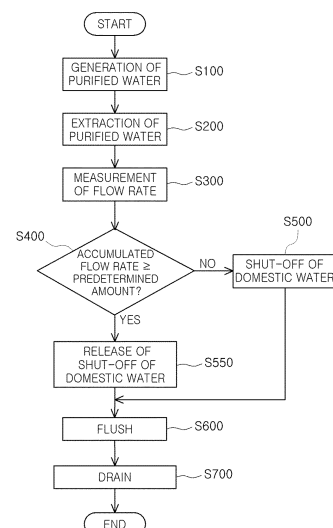 START
GENERATION OF
PURIFIED WATER
S100
EXTRACTION OF
PURIFIED WATER
S200
MEASUREMENT
OF FLOW RATE
S300
S400
ACCUMULATED
FLOW RATE ≥
PREDETERMINED
AMOUNT?
NO
S500
SHUT-OFF OF
DOMESTIC WATER
YES
RELEASE OF
SHUT-OFF OF
DOMESTIC WATER
S550
FLUSH
S600
DRAIN
S700
END